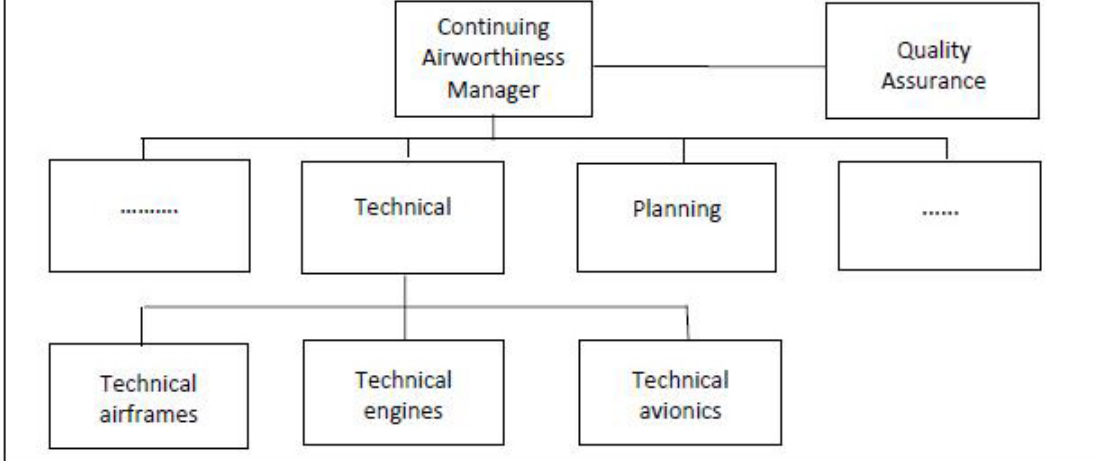 Continuing
Airworthiness
Manager
Quality
Assurance
..........
Technical
Planning
......
Technical
airframes
Technical
engines
Technical
avionics